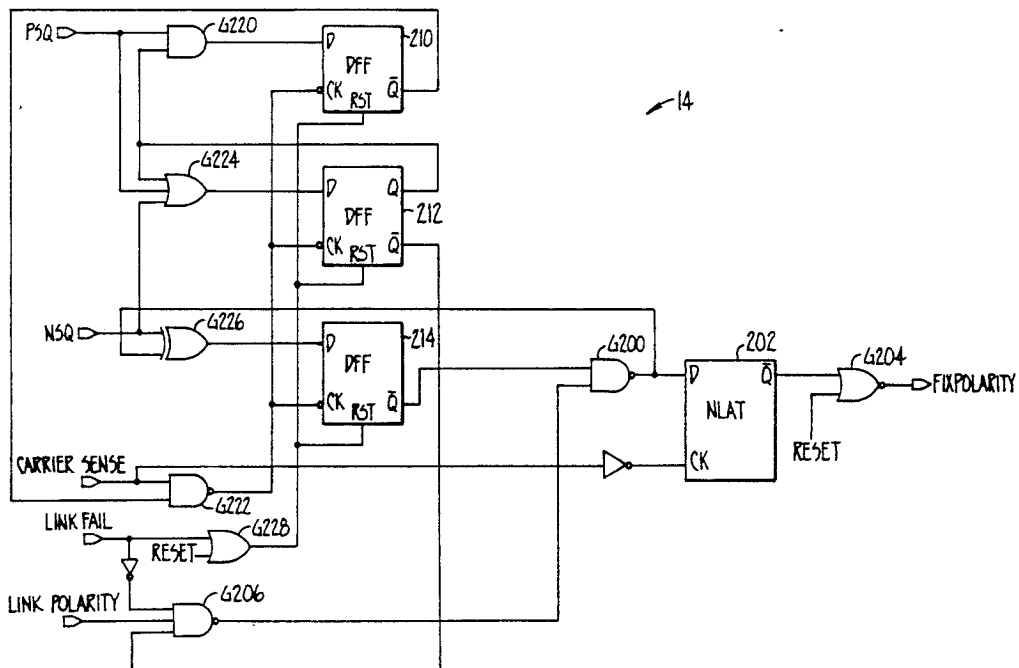 G220
PSQ
D
210
DFF
CK
Q̅
RST
14
G224
D
Q
DFF
212
CK
Q̅
RST
NSQ
G226
D
214
DFF
CK
Q̅
RST
G200
202
D
Q̅
NLAT
CK
G204
FIXPOLARITY
RESET
CARRIER SENSE
G222
LINK FAIL
G228
RESET
G206
LINK POLARITY